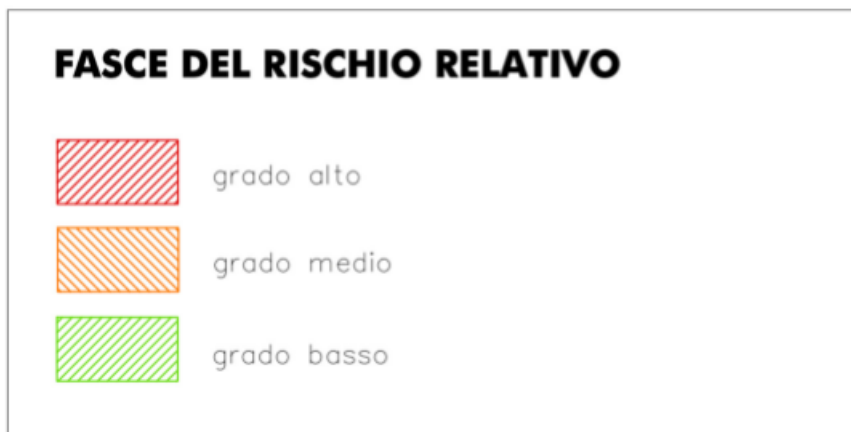 FASCE DEL RISCHIO RELATIVO
grado alto
grado medio
grado basso